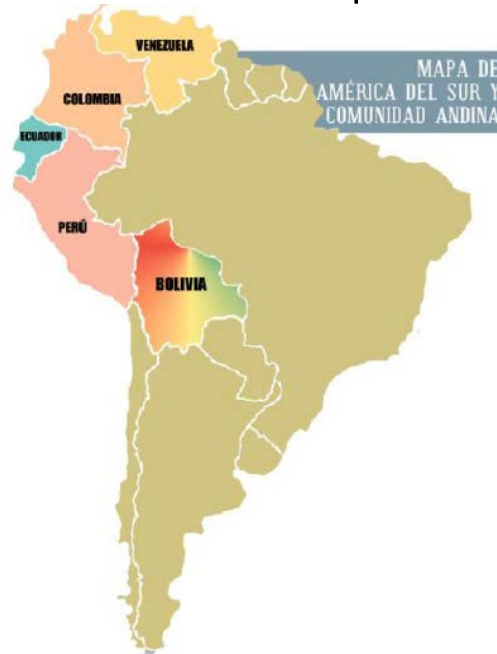 VENEZUELA
MAPA DE
AMÉRICA DEL SUR Y
COMUNIDAD ANDINA
COLOMBIA
ECUADOR
PERÚ
BOLIVIA